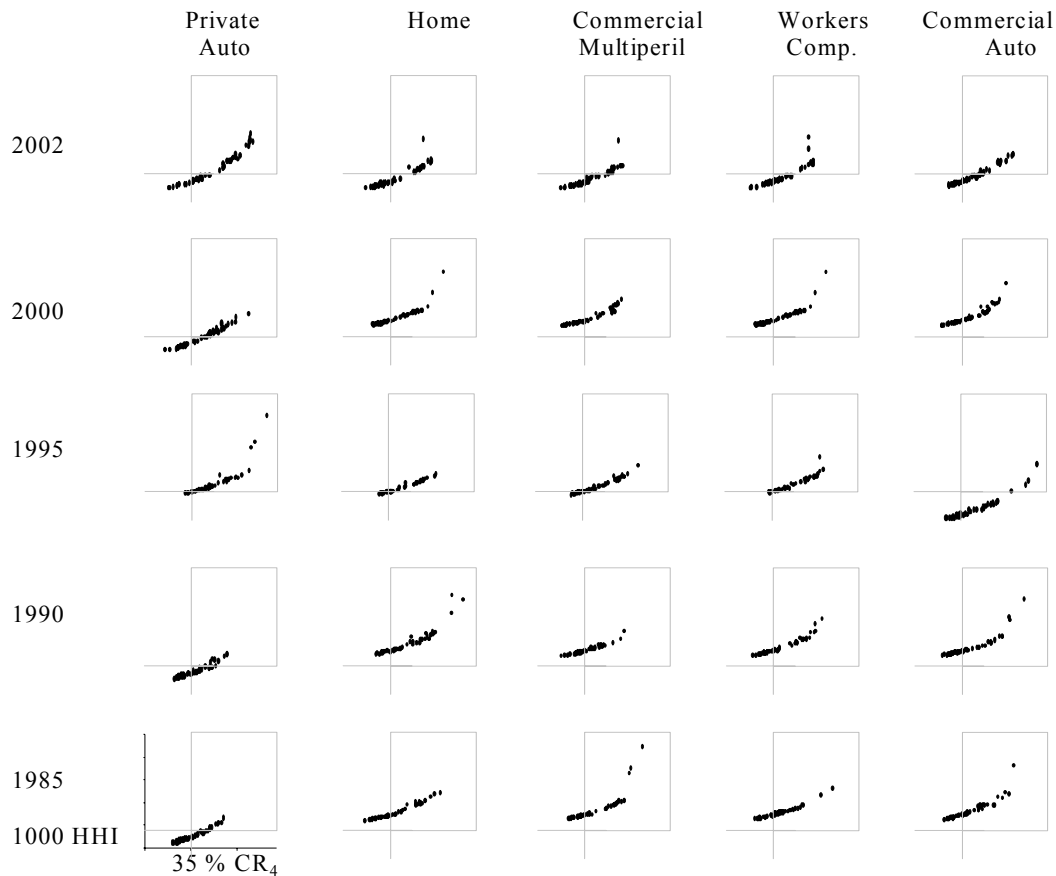 Private Auto
Home
Commercial Multiperil
Workers Comp.
Commercial Auto
2002
2000
1995
1990
1985
1000 HHI
35 % CR4